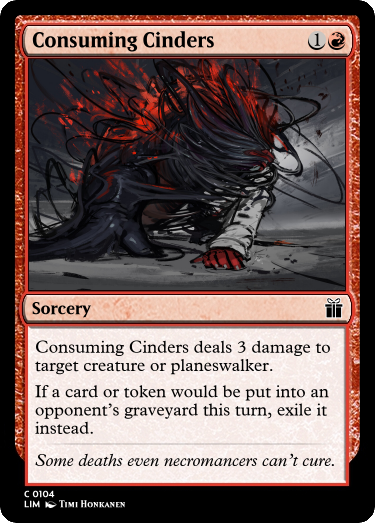 Consuming Cinders 1
Sorcery
Consuming Cinders deals 3 damage to
target creature or planeswalker.
If a card or token would be put into an
opponent's graveyard this turn, exile it
instead.
Some deaths even necromancers can't cure.
C 0104
LIM TIMI HONKANEN